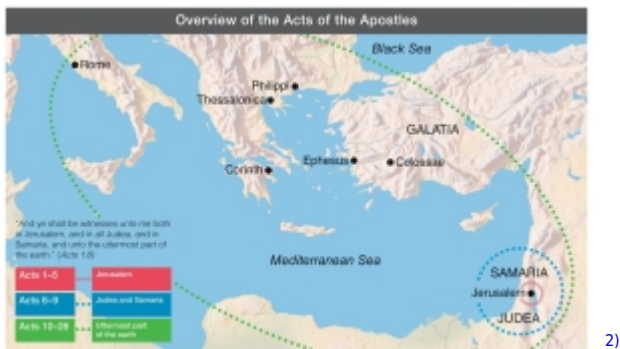 Overview of the Acts of the Apostles
Black Sea
Rome
Philippi
Thessalonica
GALATIA
Ephesus
Colossae
Corinth
"And ye shall be witnesses unto me both
in Jerusalem, and in all Judea, and in
Samaria, and unto the uttermost part of
the earth." (Acts 1:8)
Mediterranean Sea
SAMARIA
Jerusalem
JUDEA
Acts 1–5 Jerusalem
Acts 6–9 Judea and Samaria
Acts 10–28 Uttermost part
of the earth
2)